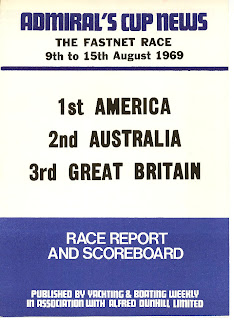 ADMIRAL'S CUP NEWS
THE FASTNET RACE
9th to 15th August 1969
1st AMERICA
2nd AUSTRALIA
3rd GREAT BRITAIN
RACE REPORT
AND SCOREBOARD
PUBLISHED BY YACHTING & BOATING WEEKLY
IN ASSOCIATION WITH ALFRED DUNHILL LIMITED